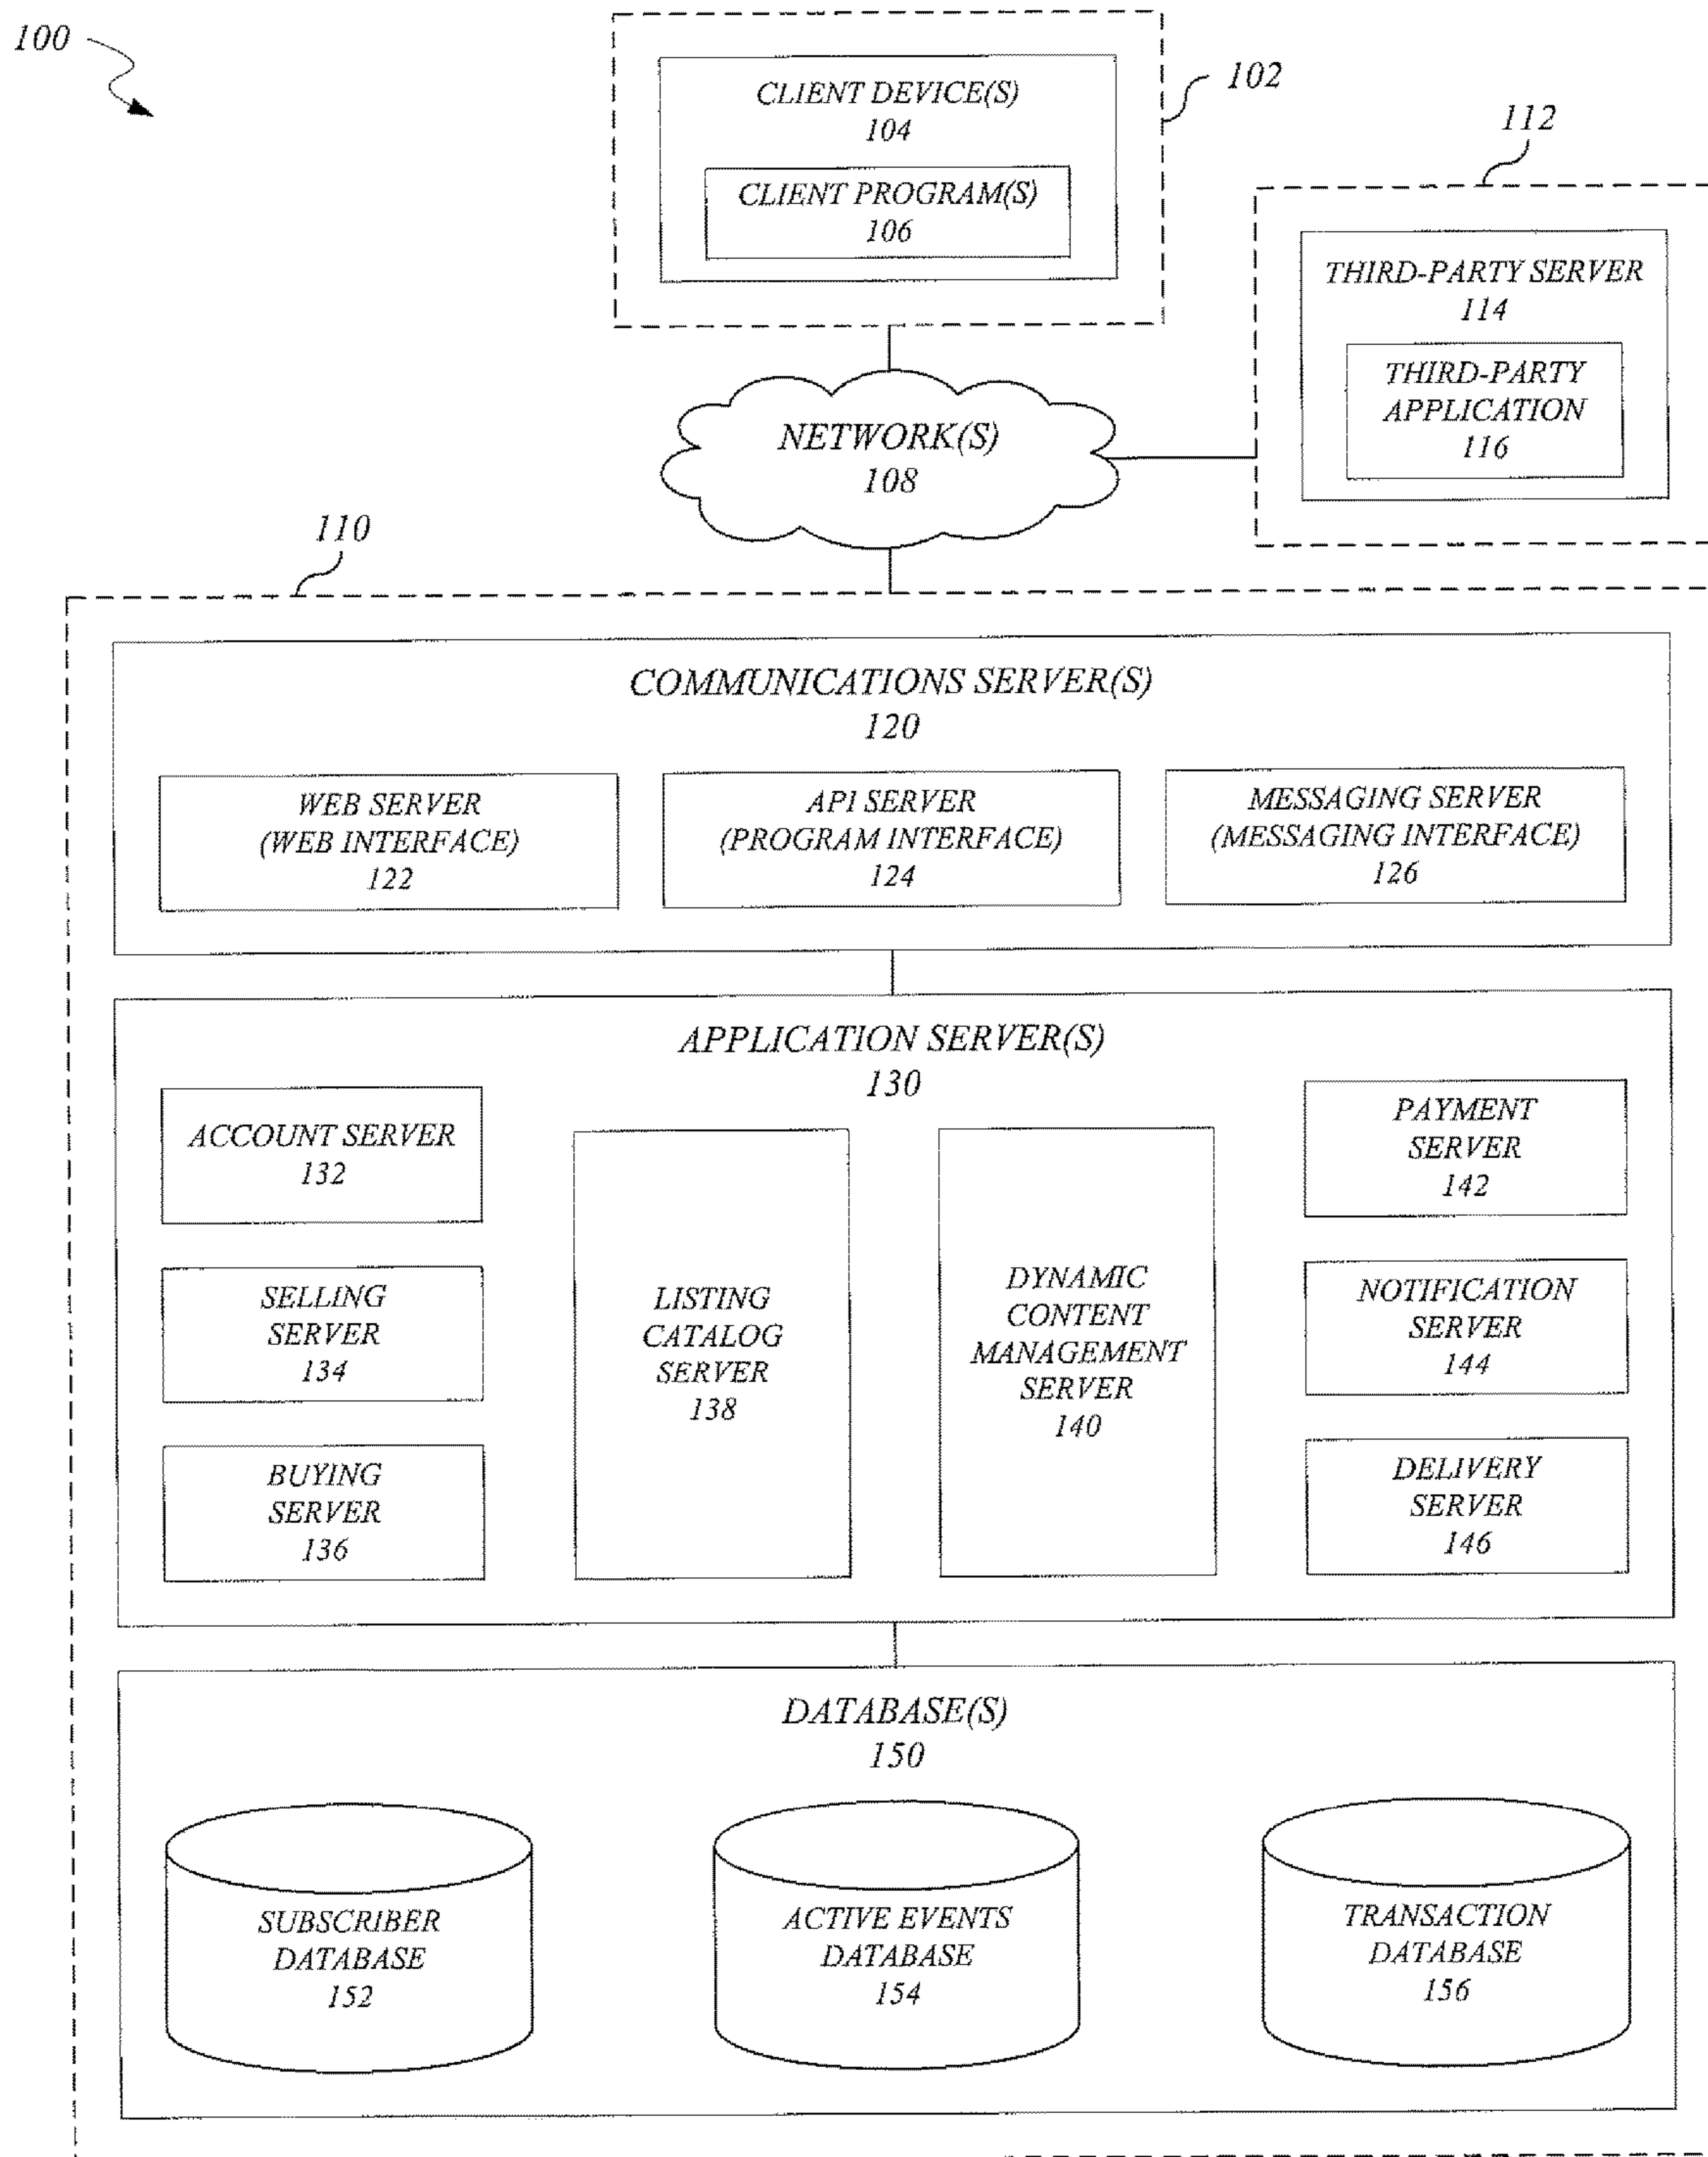 100
102
CLIENT DEVICE(S)
104
CLIENT PROGRAM(S)
106
112
THIRD-PARTY SERVER
114
THIRD-PARTY
APPLICATION
116
NETWORK(S)
108
110
COMMUNICATIONS SERVER(S)
120
WEB SERVER
(WEB INTERFACE)
122
API SERVER
(PROGRAM INTERFACE)
124
MESSAGING SERVER
(MESSAGING INTERFACE)
126
APPLICATION SERVER(S)
130
ACCOUNT SERVER
132
SELLING
SERVER
134
BUYING
SERVER
136
LISTING
CATALOG
SERVER
138
DYNAMIC
CONTENT
MANAGEMENT
SERVER
140
PAYMENT
SERVER
142
NOTIFICATION
SERVER
144
DELIVERY
SERVER
146
DATABASE(S)
150
SUBSCRIBER
DATABASE
152
ACTIVE EVENTS
DATABASE
154
TRANSACTION
DATABASE
156